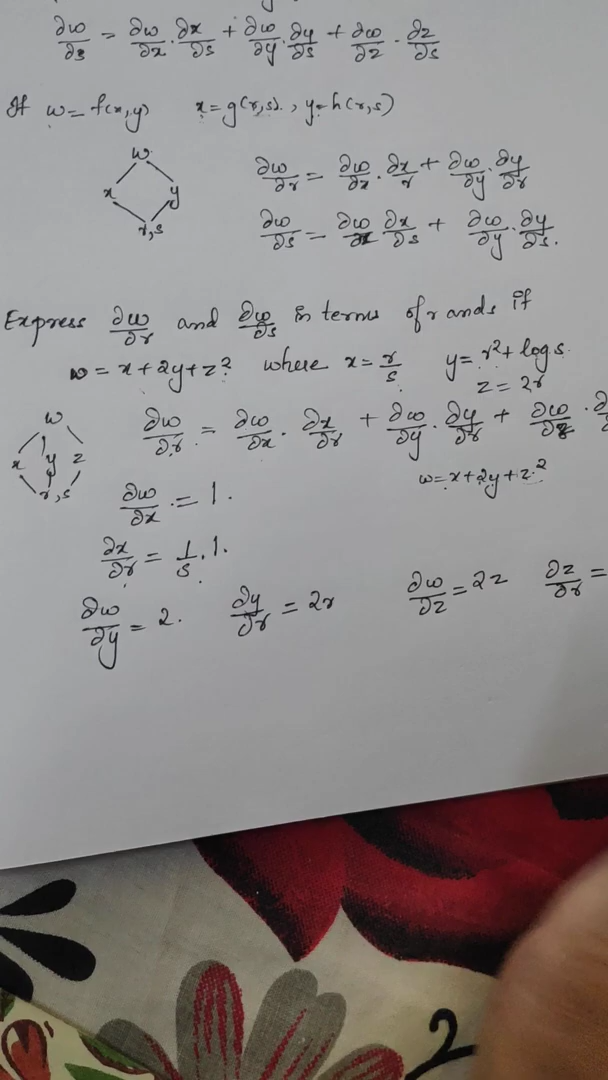 ∂w/∂s = ∂w/∂x · ∂x/∂s + ∂w/∂y · ∂y/∂s + ∂w/∂z · ∂z/∂s
If w = f(x,y) x = g(r,s)., y = h(r,s)
w
x y
r,s
∂w/∂r = ∂w/∂x · ∂x/r + ∂w/∂y · ∂y/∂r
∂w/∂s = ∂w/∂x ∂x/∂s + ∂w/∂y · ∂y/∂s.
Express ∂w/∂r and ∂w/∂s in terms of r and s if
w = x + 2y + z² where x = r/s y = r² + log s
z = 2r
w
x y z
r,s
∂w/∂r = ∂w/∂x · ∂x/∂r + ∂w/∂y · ∂y/∂r + ∂w/∂z ·
w = x + 2y + z²
∂w/∂x = 1.
∂x/∂r = 1/s . 1.
∂w/∂y = 2. ∂y/∂r = 2r ∂w/∂z = 2z ∂z/∂r =